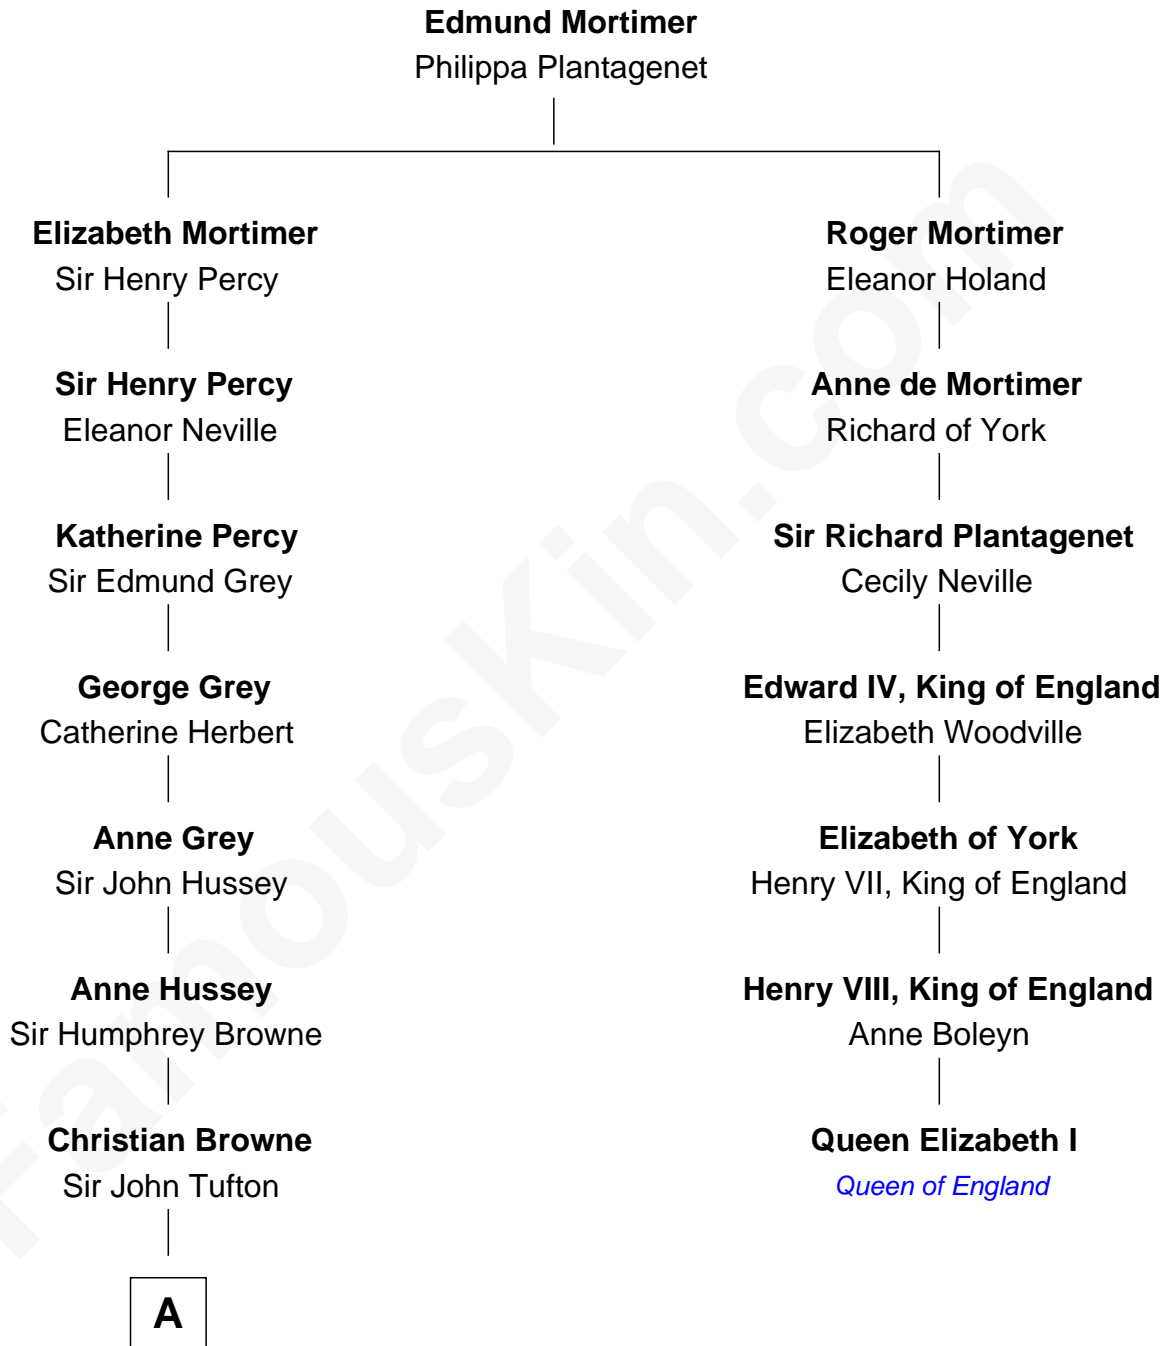 Edmund Mortimer
Philippa Plantagenet
Elizabeth Mortimer
Sir Henry Percy
Roger Mortimer
Eleanor Holand
Sir Henry Percy
Eleanor Neville
Anne de Mortimer
Richard of York
Katherine Percy
Sir Edmund Grey
Sir Richard Plantagenet
Cecily Neville
George Grey
Catherine Herbert
Edward IV, King of England
Elizabeth Woodville
Anne Grey
Sir John Hussey
Elizabeth of York
Henry VII, King of England
Anne Hussey
Sir Humphrey Browne
Henry VIII, King of England
Anne Boleyn
Christian Browne
Sir John Tufton
Queen Elizabeth I
Queen of England
A
FamousKin.com